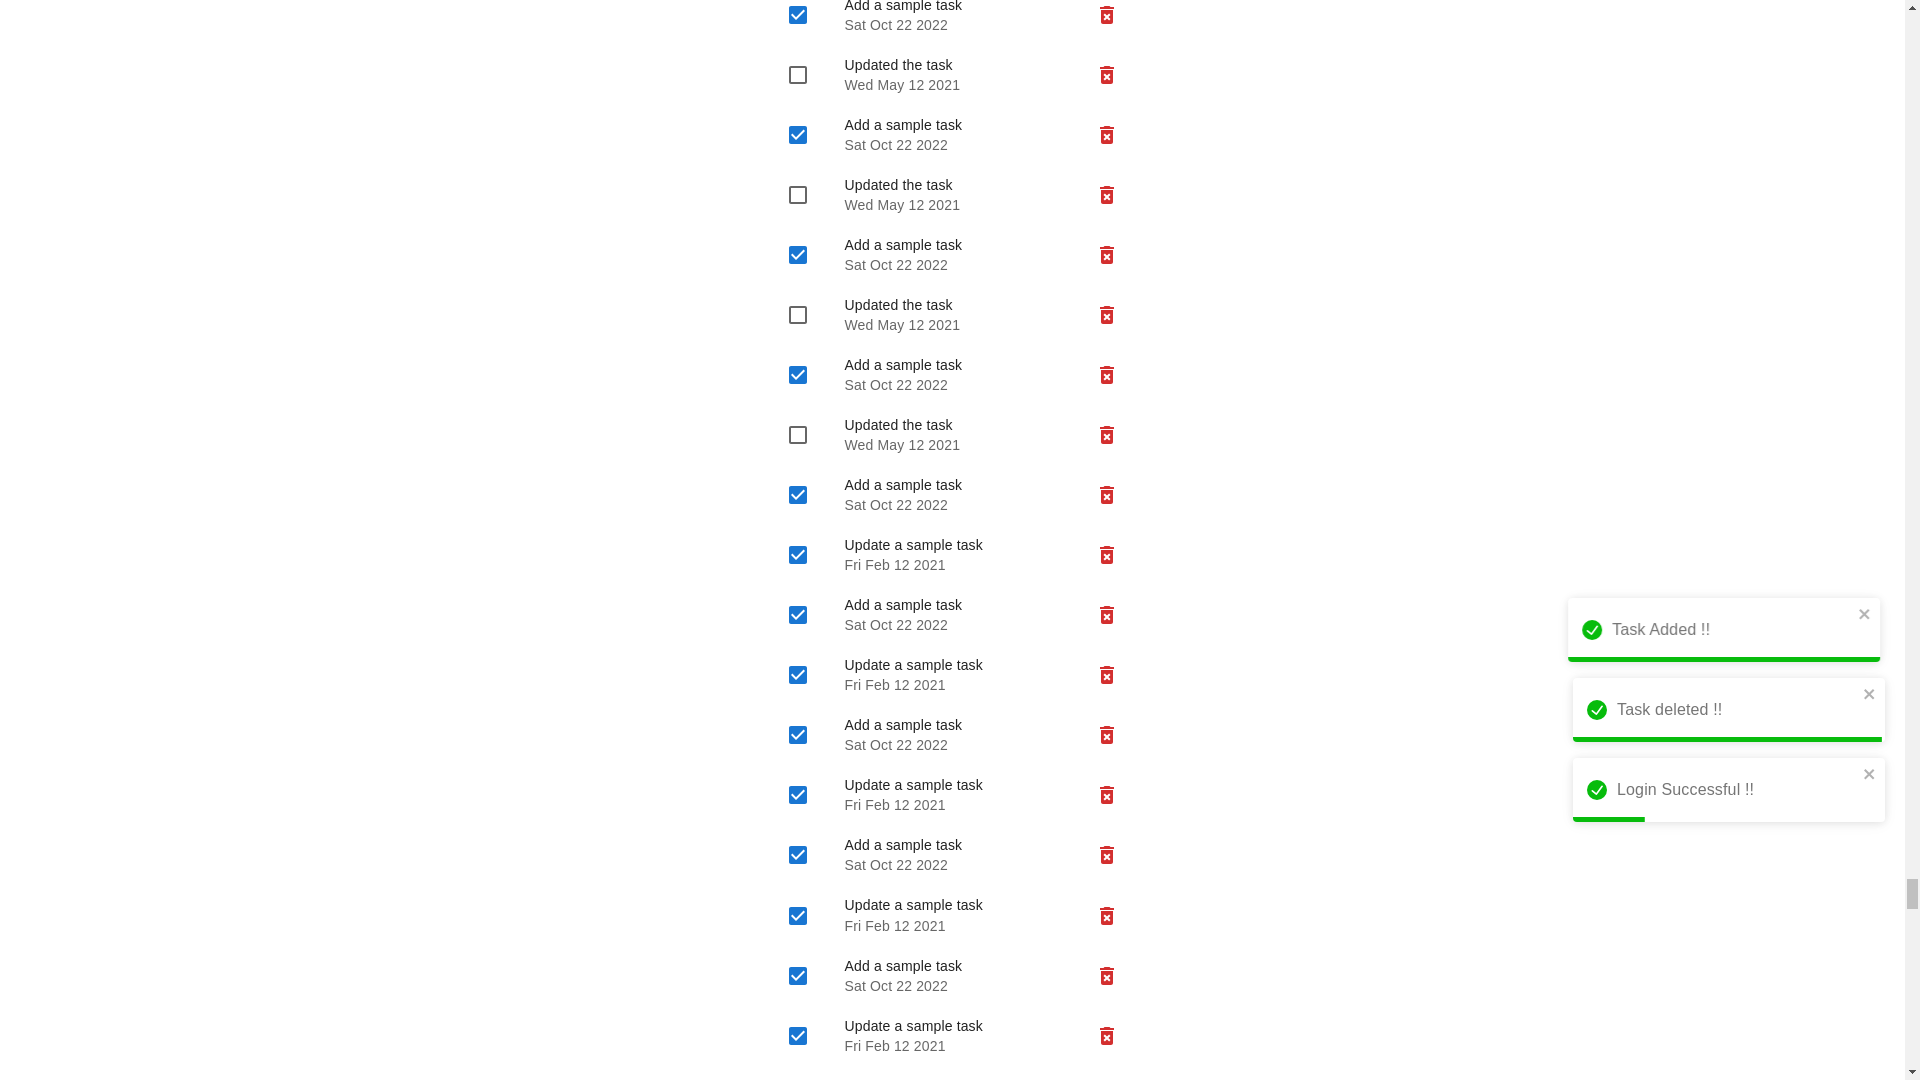 Add a sample task
Sat Oct 22 2022
Updated the task
Wed May 12 2021
Add a sample task
Sat Oct 22 2022
Updated the task
Wed May 12 2021
Add a sample task
Sat Oct 22 2022
Updated the task
Wed May 12 2021
Add a sample task
Sat Oct 22 2022
Updated the task
Wed May 12 2021
Add a sample task
Sat Oct 22 2022
Update a sample task
Fri Feb 12 2021
Add a sample task
Sat Oct 22 2022
Update a sample task
Fri Feb 12 2021
Add a sample task
Sat Oct 22 2022
Update a sample task
Fri Feb 12 2021
Add a sample task
Sat Oct 22 2022
Update a sample task
Fri Feb 12 2021
Add a sample task
Sat Oct 22 2022
Update a sample task
Fri Feb 12 2021
Task Added !!
Task deleted !!
Login Successful !!